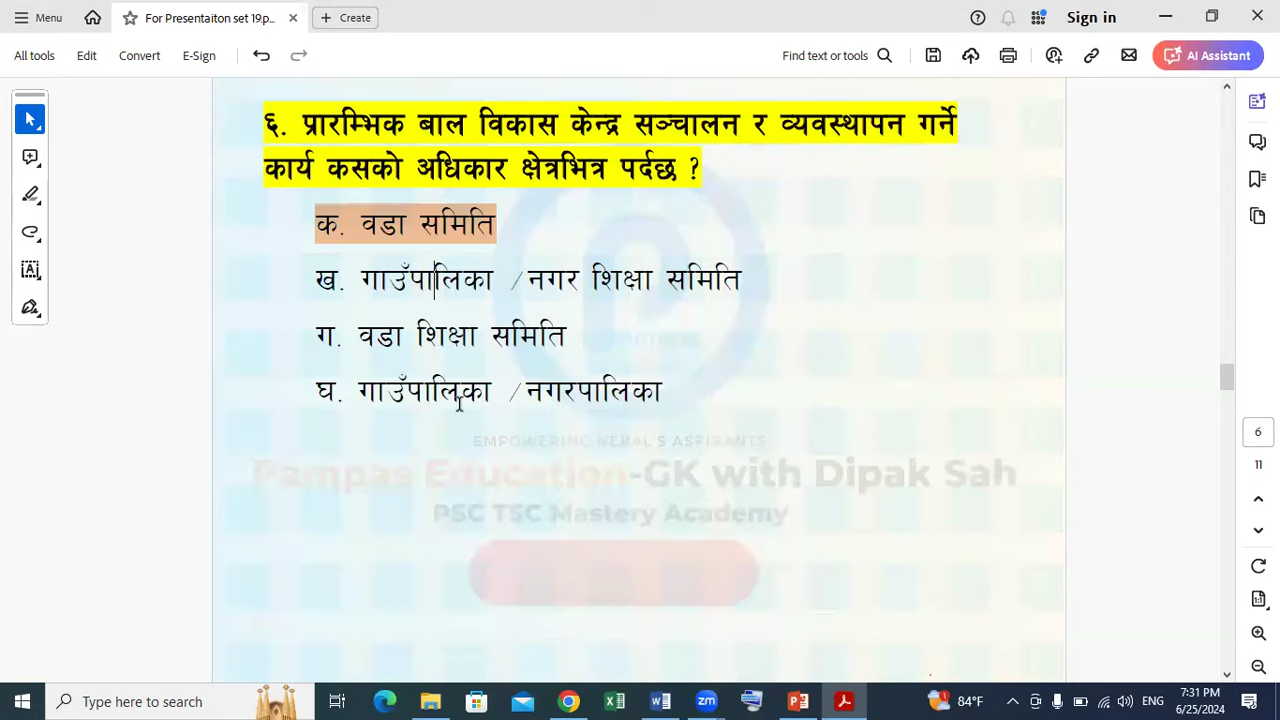 Menu
For Presentaiton set 19.p...
Create
Sign in
All tools
Edit
Convert
E-Sign
Find text or tools
AI Assistant
६. प्रारम्भिक बाल विकास केन्द्र सञ्चालन र व्यवस्थापन गर्ने
कार्य कसको अधिकार क्षेत्रभित्र पर्दछ ?
क. वडा समिति
ख. गाउँपालिका /नगर शिक्षा समिति
ग. वडा शिक्षा समिति
घ. गाउँपालिका /नगरपालिका
EMPOWERING NEPAL'S ASPIRANTS
Pampas Education-GK with Dipak Sah
PSC TSC Mastery Academy
6
11
Type here to search
84°F
ENG
7:31 PM
6/25/2024